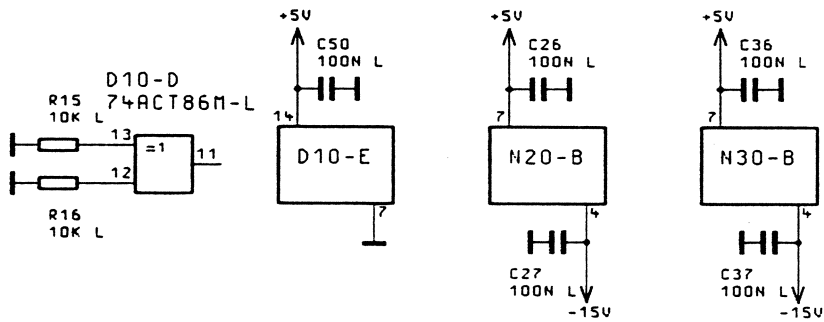 D10-D
74ACT86M-L
R15
10K L
13
=1
11
12
R16
10K L
+5V
C50
100N L
14
D10-E
7
+5V
C26
100N L
7
N20-B
4
C27
100N L
-15V
+5V
C36
100N L
7
N30-B
4
C37
100N L
-15V